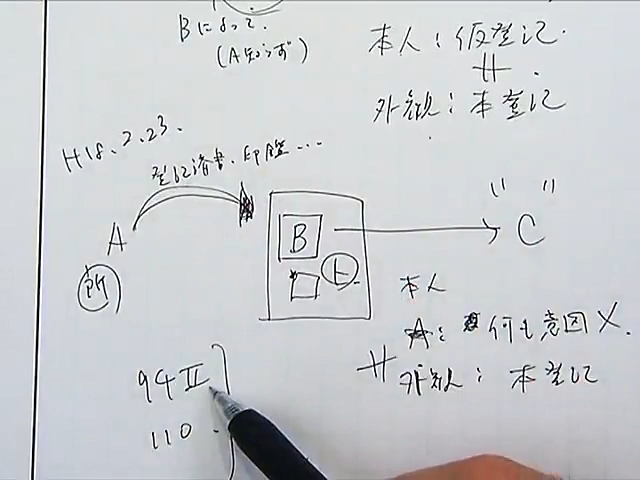 Bによって.
(A知らず)
本人：仮登記.
外観：本登記
H18.2.23.
登記済書、印鑑…
A
所
B
ト
" C "
本人
A：何も意図X.
外観：本登記
94Ⅱ
110.